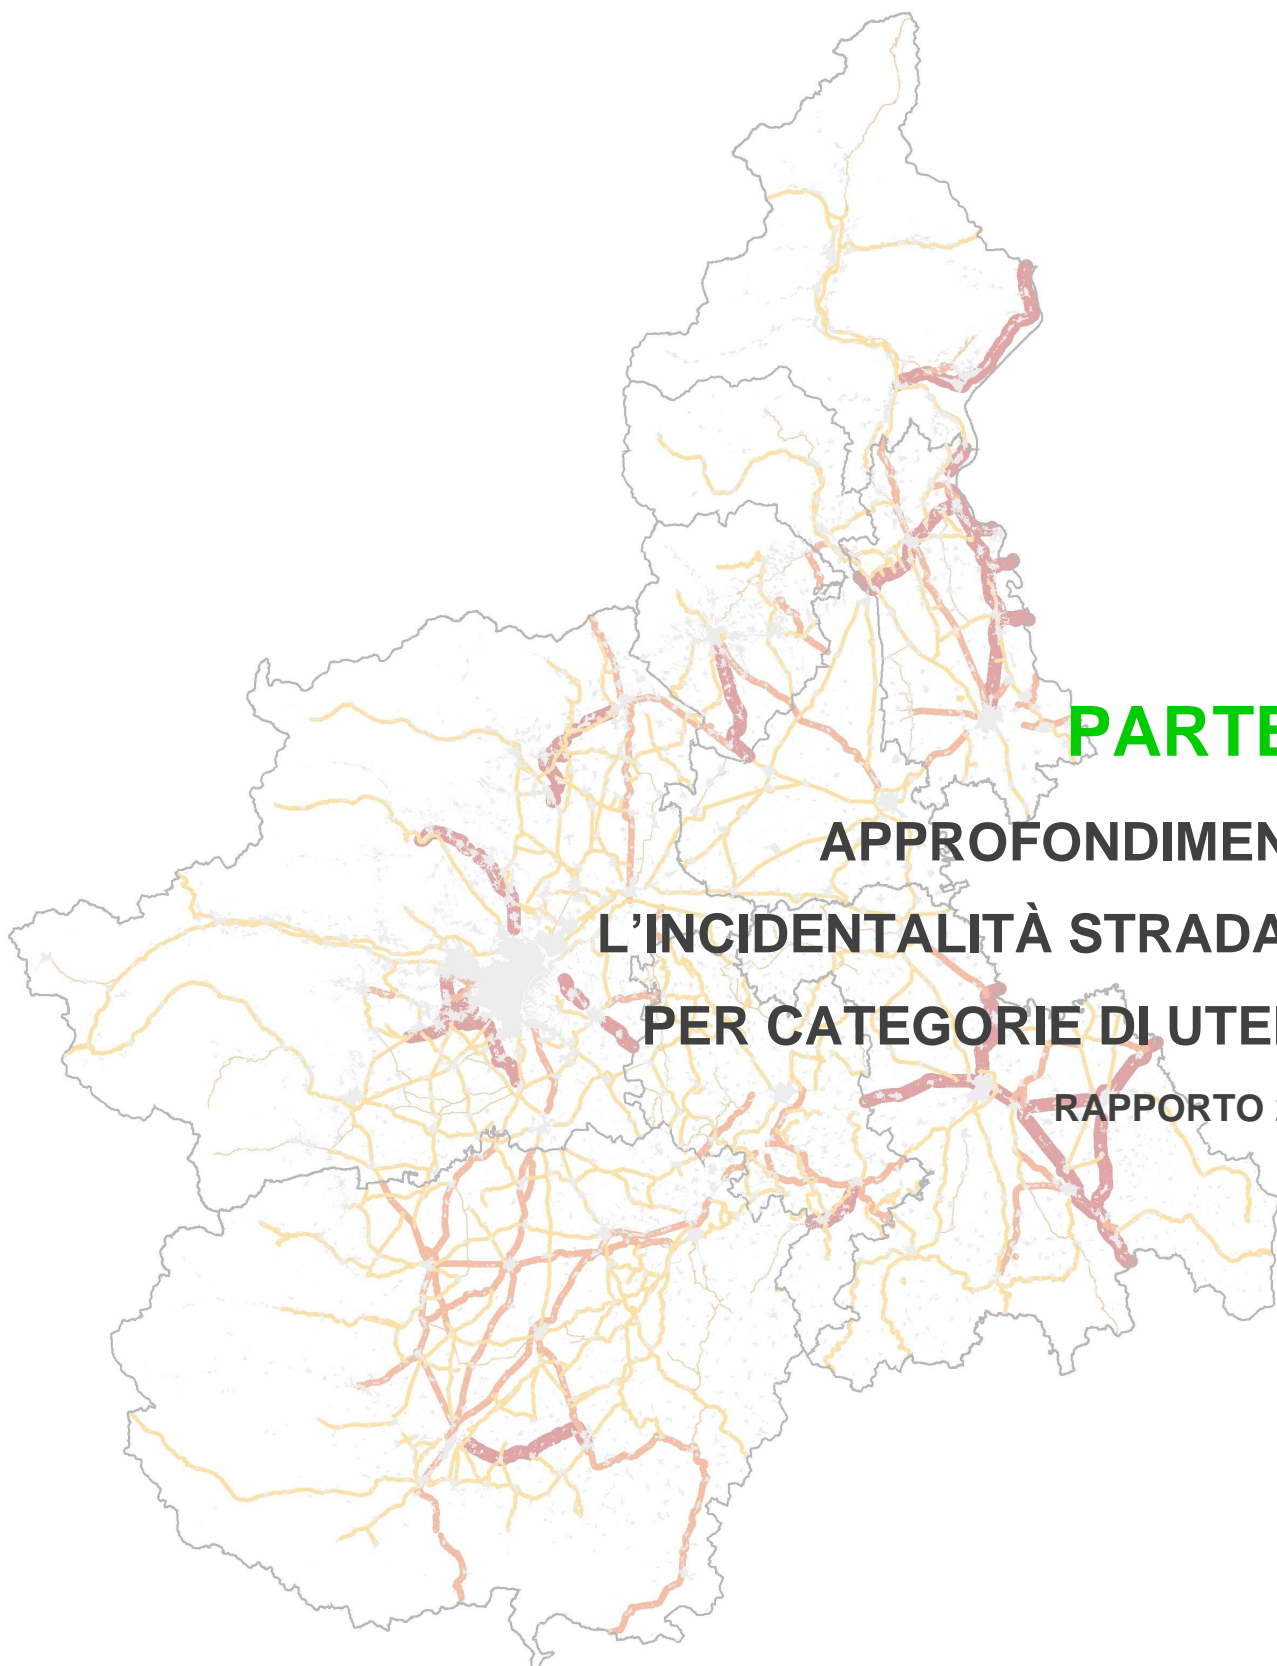 PARTE
APPROFONDIMEN
L’INCIDENTALITÀ STRADA
PER CATEGORIE DI UTE
RAPPORTO